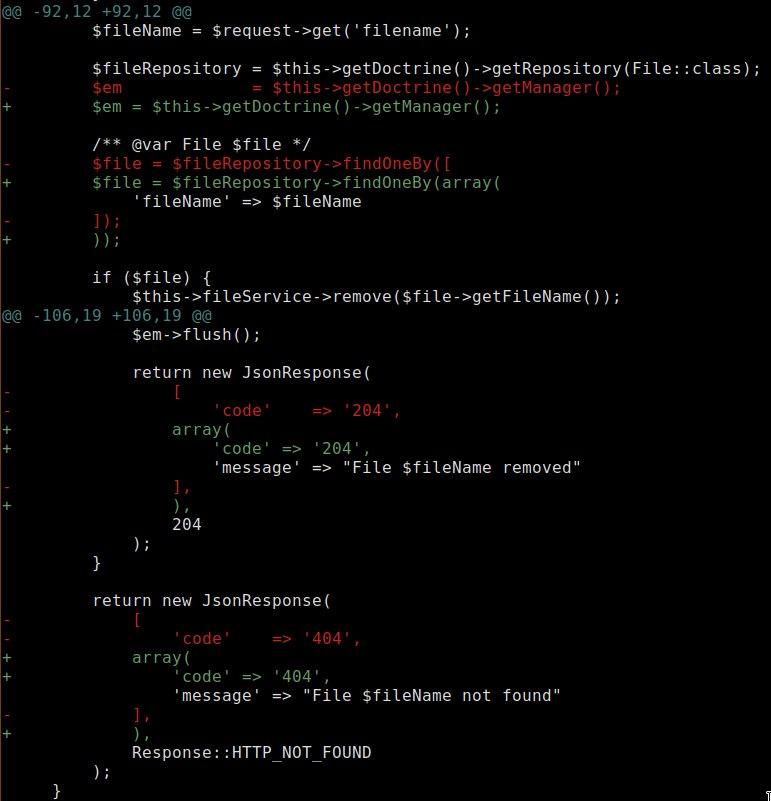 @@ -92,12 +92,12 @@
         $fileName = $request->get('filename');

         $fileRepository = $this->getDoctrine()->getRepository(File::class);
-        $em             = $this->getDoctrine()->getManager();
+        $em = $this->getDoctrine()->getManager();

         /** @var File $file */
-        $file = $fileRepository->findOneBy([
+        $file = $fileRepository->findOneBy(array(
             'fileName' => $fileName
-        ]);
+        ));

         if ($file) {
             $this->fileService->remove($file->getFileName());
@@ -106,19 +106,19 @@
             $em->flush();

             return new JsonResponse(
-                [
-                    'code'    => '204',
+                array(
+                    'code' => '204',
                     'message' => "File $fileName removed"
-                ],
+                ),
                 204
             );
         }

         return new JsonResponse(
-            [
-                'code'    => '404',
+            array(
+                'code' => '404',
                 'message' => "File $fileName not found"
-            ],
+            ),
             Response::HTTP_NOT_FOUND
         );
     }